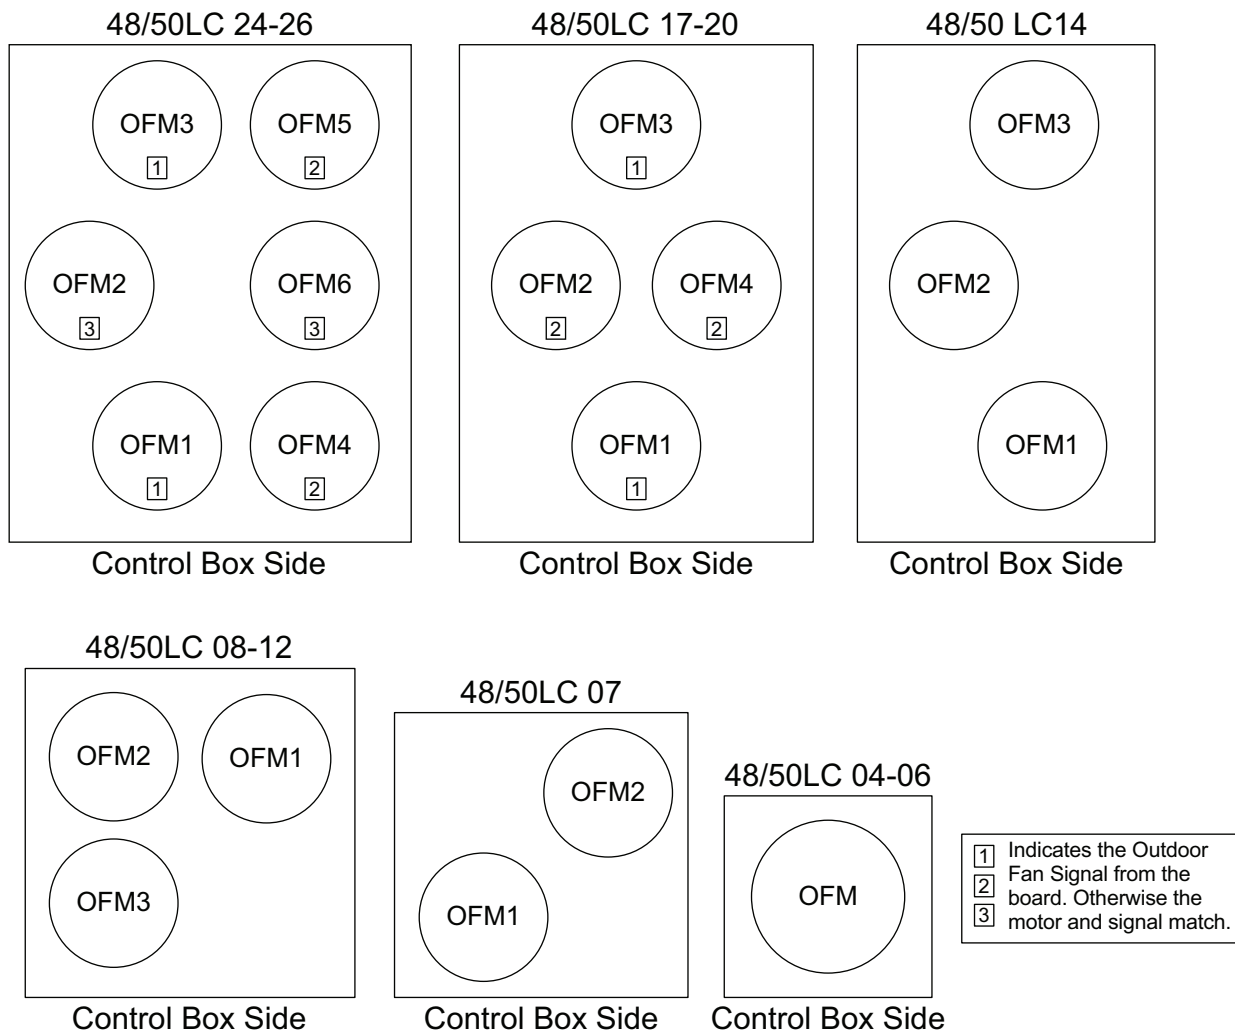 48/50LC 24-26
OFM3
1
OFM5
2
OFM2
3
OFM6
3
OFM1
1
OFM4
2
Control Box Side
48/50LC 17-20
OFM3
1
OFM2
2
OFM4
2
OFM1
1
Control Box Side
48/50 LC14
OFM3
OFM2
OFM1
Control Box Side
48/50LC 08-12
OFM2
OFM1
OFM3
Control Box Side
48/50LC 07
OFM2
OFM1
Control Box Side
48/50LC 04-06
OFM
Control Box Side
1
2
3
Indicates the Outdoor
Fan Signal from the
board. Otherwise the
motor and signal match.